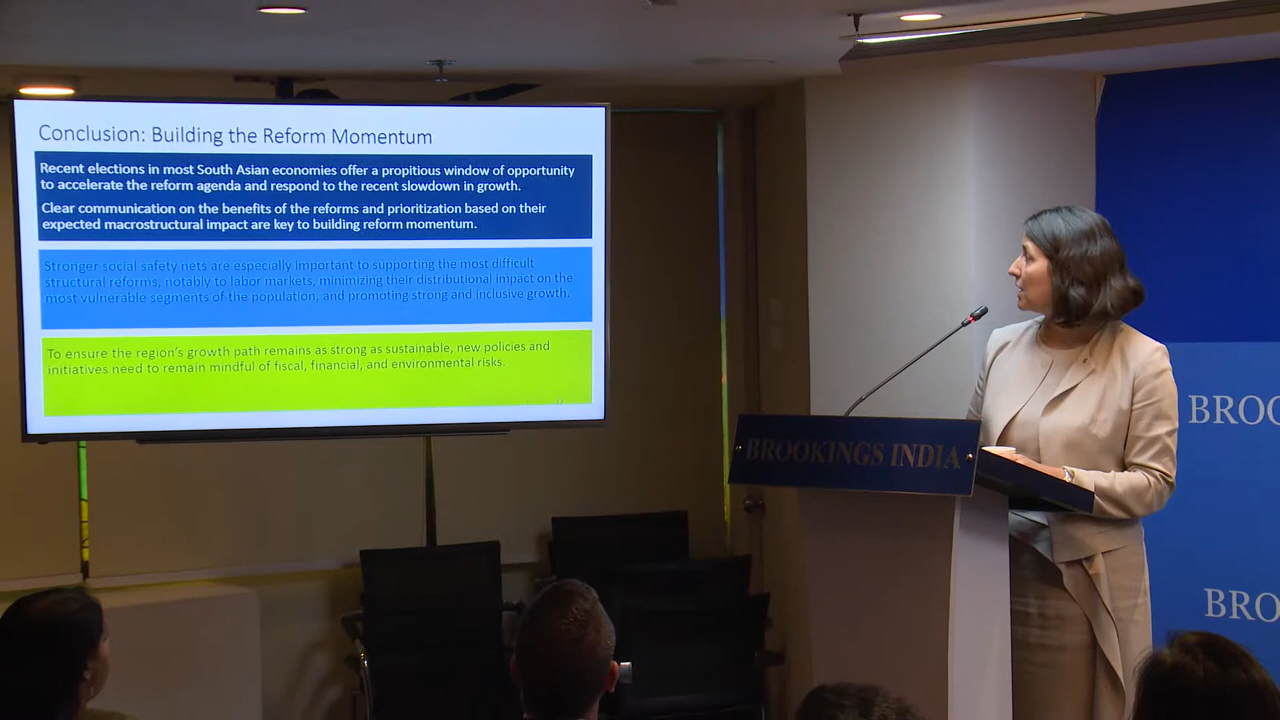 Conclusion: Building the Reform Momentum
Recent elections in most South Asian economies offer a propitious window of opportunity
to accelerate the reform agenda and respond to the recent slowdown in growth.
Clear communication on the benefits of the reforms and prioritization based on their
expected macrostructural impact are key to building reform momentum.
Stronger social safety nets are especially important to supporting the most difficult
structural reforms, notably to labor markets, minimizing their distributional impact on the
most vulnerable segments of the population, and promoting strong and inclusive growth.
To ensure the region's growth path remains as strong as sustainable, new policies and
initiatives need to remain mindful of fiscal, financial, and environmental risks.
BROOKINGS INDIA
BROO
BRO